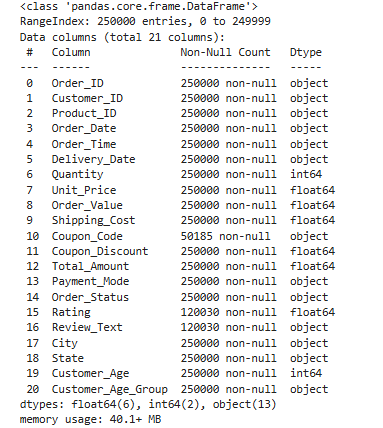 <class 'pandas.core.frame.DataFrame'>
RangeIndex: 250000 entries, 0 to 249999
Data columns (total 21 columns):
 #   Column              Non-Null Count   Dtype
---  ------              --------------   -----
 0   Order_ID            250000 non-null  object
 1   Customer_ID         250000 non-null  object
 2   Product_ID          250000 non-null  object
 3   Order_Date          250000 non-null  object
 4   Order_Time          250000 non-null  object
 5   Delivery_Date       250000 non-null  object
 6   Quantity            250000 non-null  int64
 7   Unit_Price          250000 non-null  float64
 8   Order_Value         250000 non-null  float64
 9   Shipping_Cost       250000 non-null  float64
 10  Coupon_Code         50185 non-null   object
 11  Coupon_Discount     250000 non-null  float64
 12  Total_Amount        250000 non-null  float64
 13  Payment_Mode        250000 non-null  object
 14  Order_Status        250000 non-null  object
 15  Rating              120030 non-null  float64
 16  Review_Text         120030 non-null  object
 17  City                250000 non-null  object
 18  State               250000 non-null  object
 19  Customer_Age        250000 non-null  int64
 20  Customer_Age_Group  250000 non-null  object
dtypes: float64(6), int64(2), object(13)
memory usage: 40.1+ MB